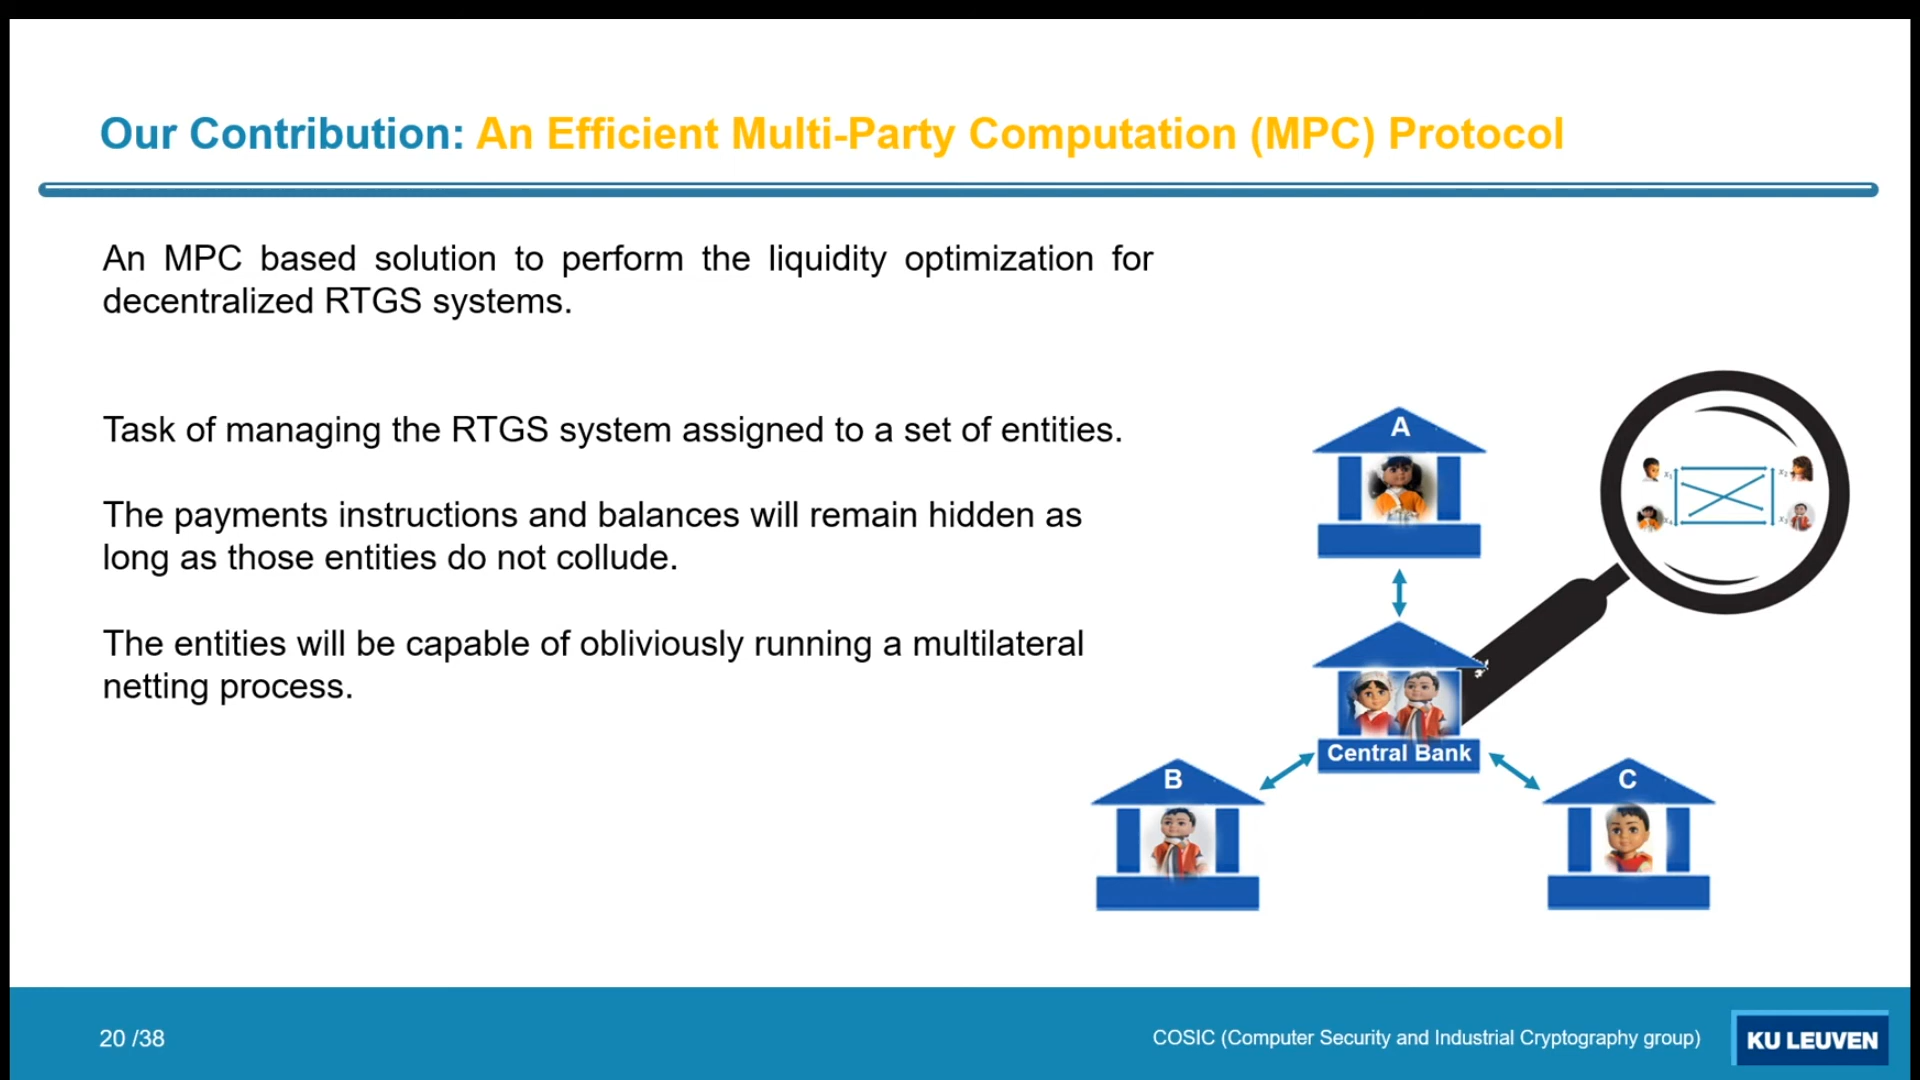 Our Contribution: An Efficient Multi-Party Computation (MPC) Protocol
An MPC based solution to perform the liquidity optimization for
decentralized RTGS systems.
Task of managing the RTGS system assigned to a set of entities.
The payments instructions and balances will remain hidden as
long as those entities do not collude.
The entities will be capable of obliviously running a multilateral
netting process.
A
Central Bank
B
C
20 /38
COSIC (Computer Security and Industrial Cryptography group)
KU LEUVEN